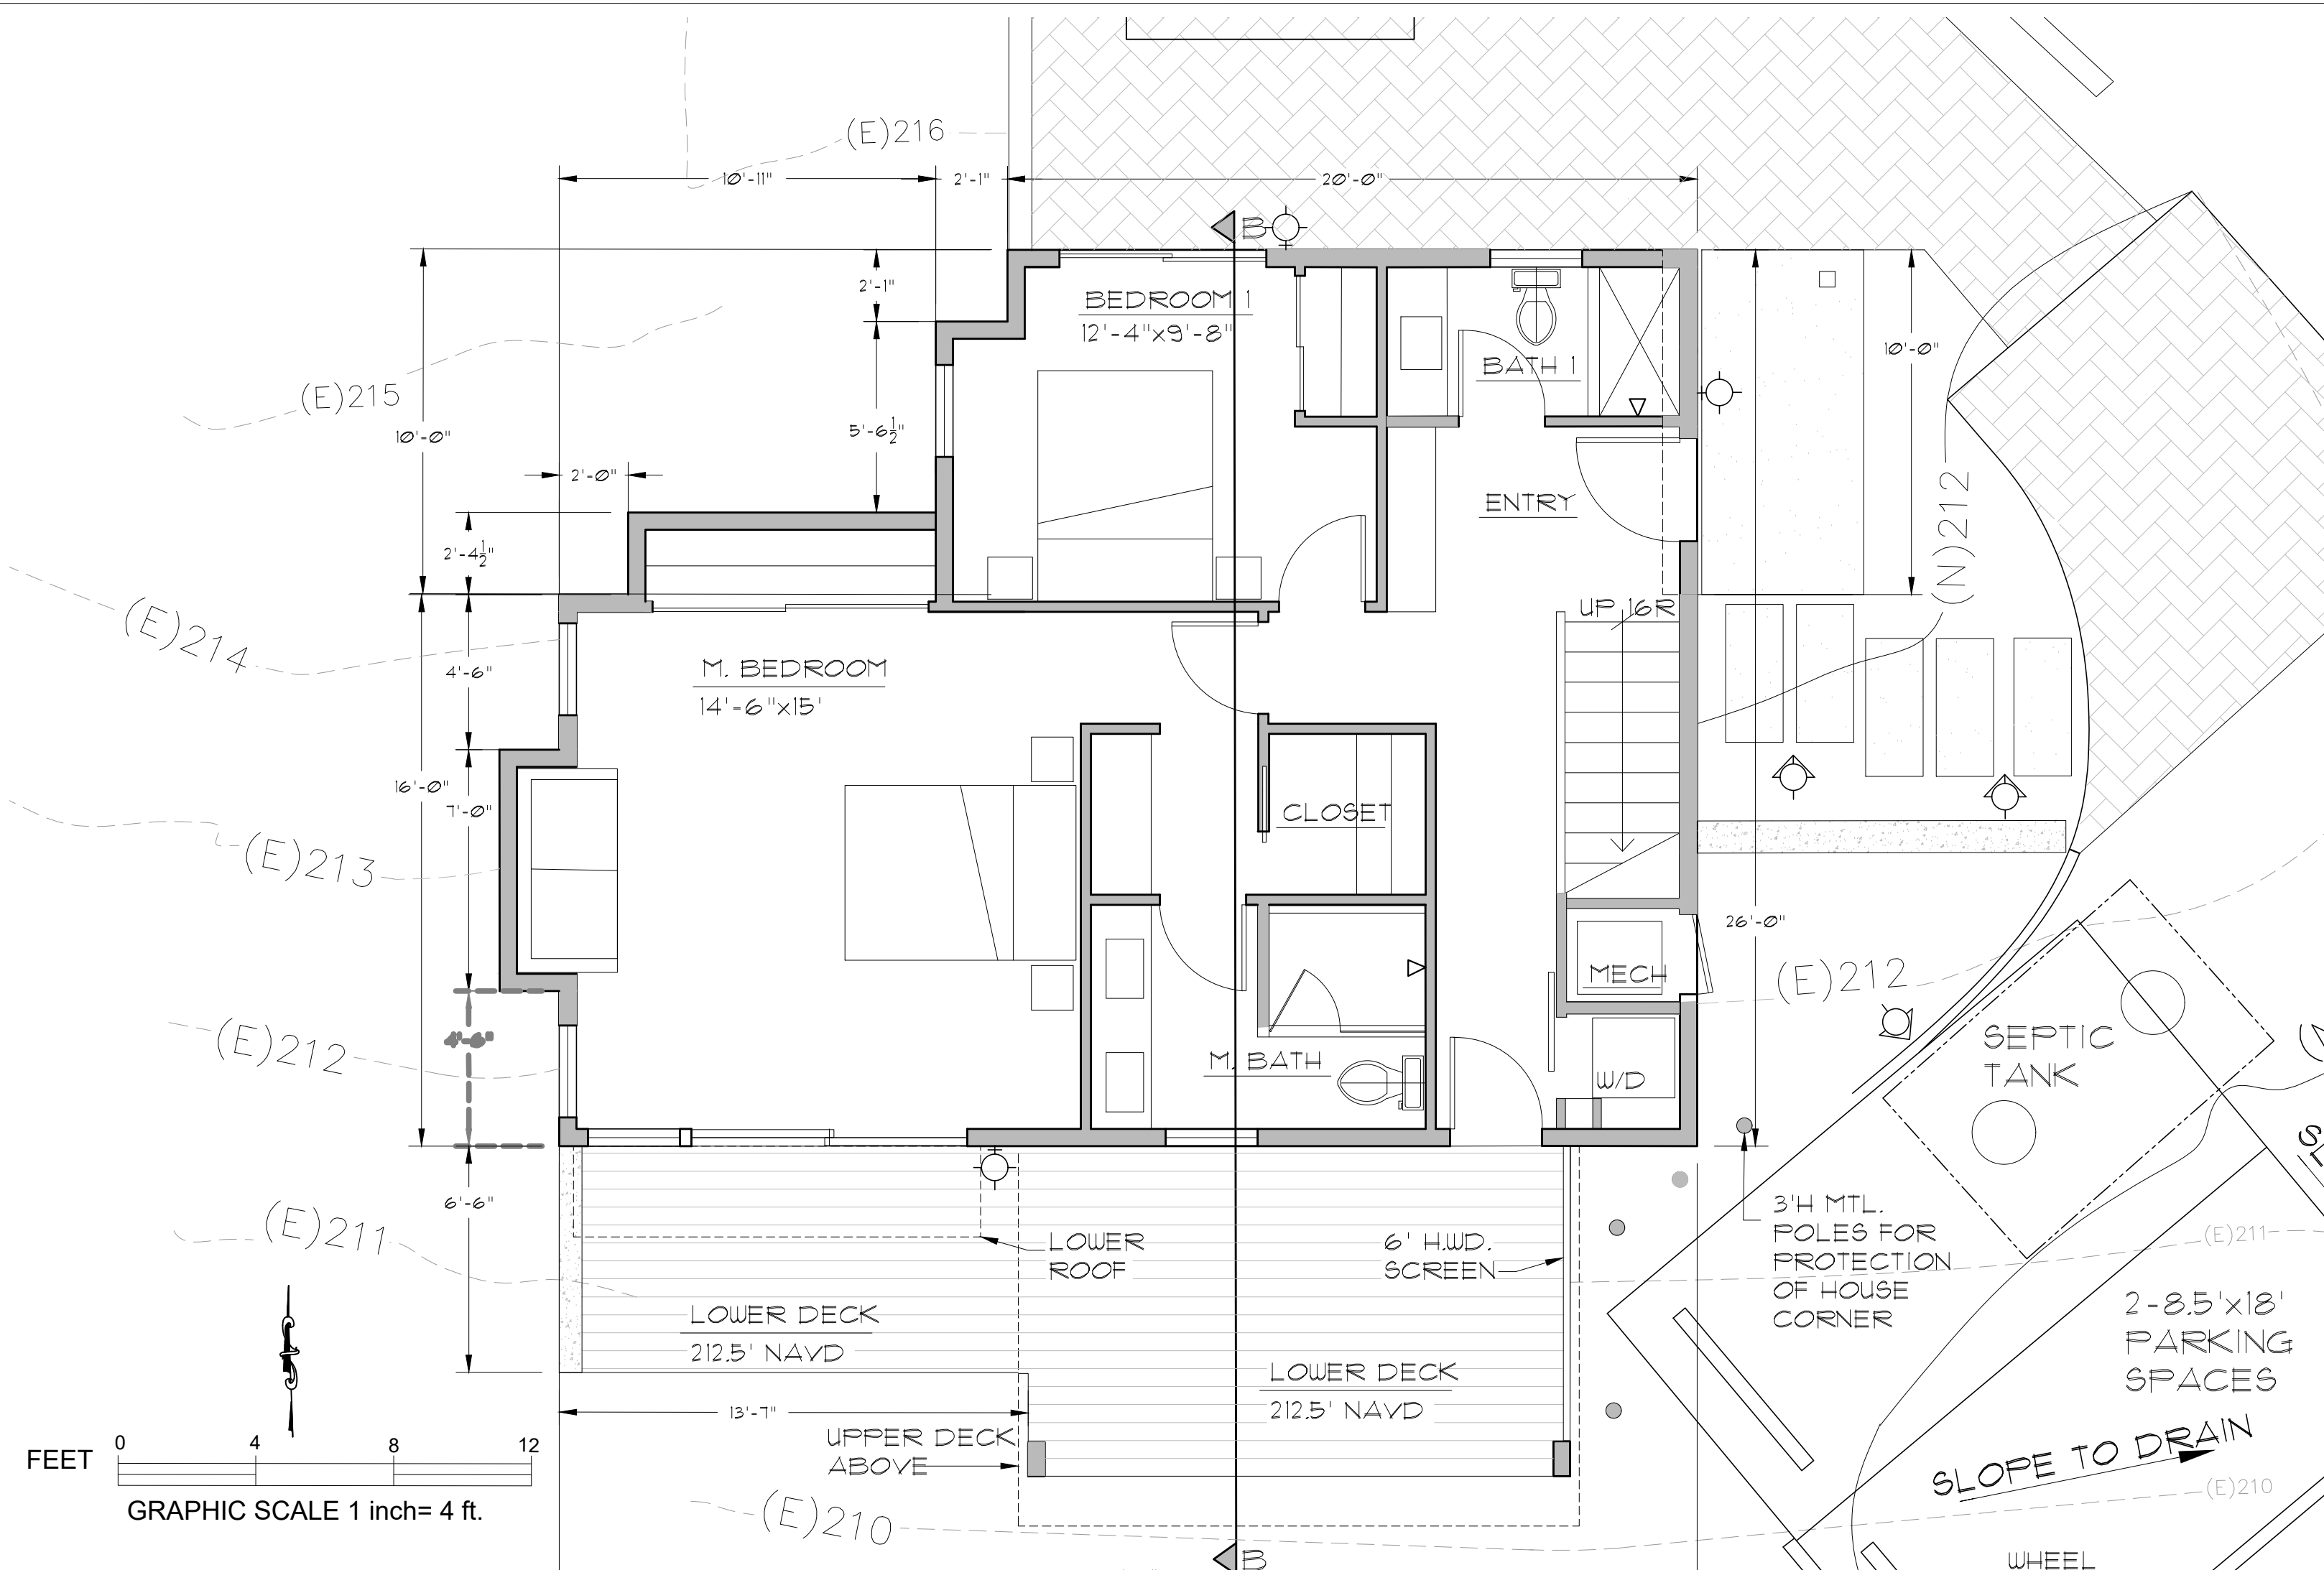 (E)216
10'-11"
2'-1"
20'-0"
B
2'-1"
BEDROOM 1
12'-4"x9'-8"
BATH 1
10'-0"
(E)215
10'-0"
5'-6½"
2'-0"
ENTRY
(N)212
2'-4½"
(E)214
UP 16R
4'-6"
M. BEDROOM
14'-6"x15'
16'-0"
7'-0"
CLOSET
(E)213
26'-0"
MECH
(E)212
(E)212
4'-6"
SEPTIC
TANK
M. BATH
W/D
6'-6"
(E)211
LOWER
ROOF
6' H.WD.
SCREEN
3'H MTL.
POLES FOR
PROTECTION
OF HOUSE
CORNER
(E)211
2-8.5'x18'
PARKING
SPACES
LOWER DECK
212.5' NAVD
LOWER DECK
212.5' NAVD
13'-7"
UPPER DECK
ABOVE
SLOPE TO DRAIN
(E)210
(E)210
FEET
0 4 8 12
GRAPHIC SCALE 1 inch= 4 ft.
B
WHEEL